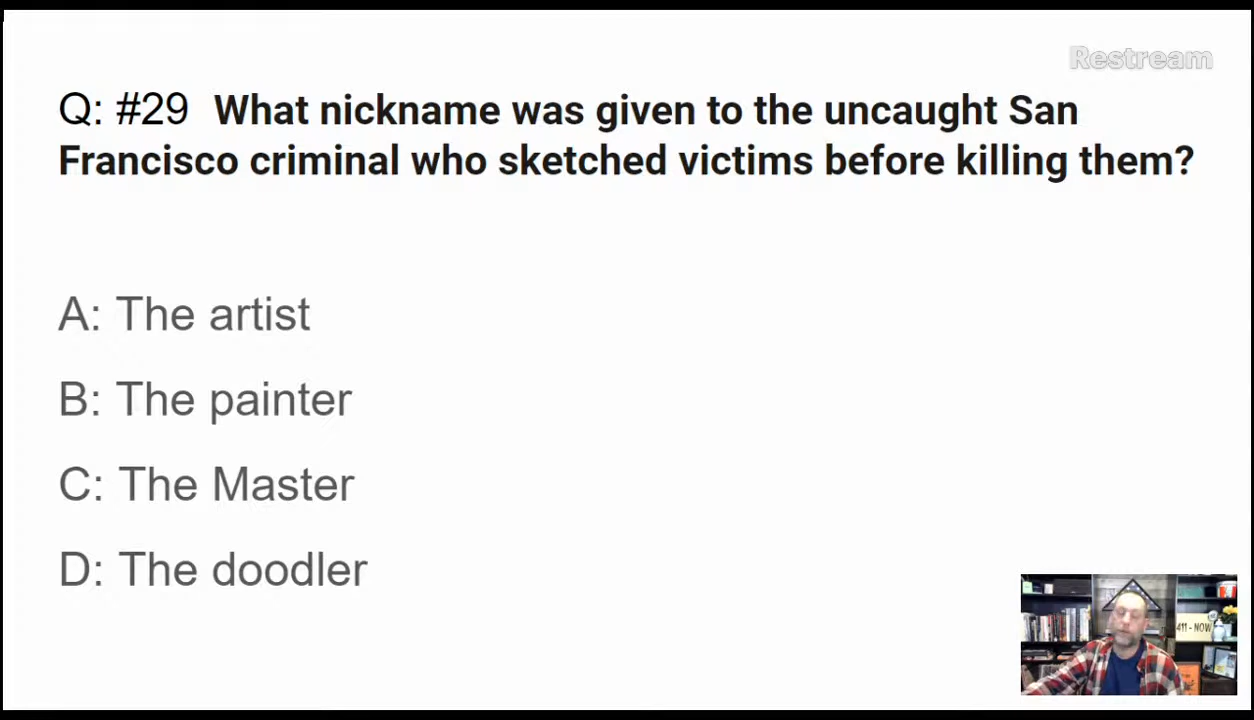 Restream
Q: #29 What nickname was given to the uncaught San
Francisco criminal who sketched victims before killing them?
A: The artist
B: The painter
C: The Master
D: The doodler
411 - NOW